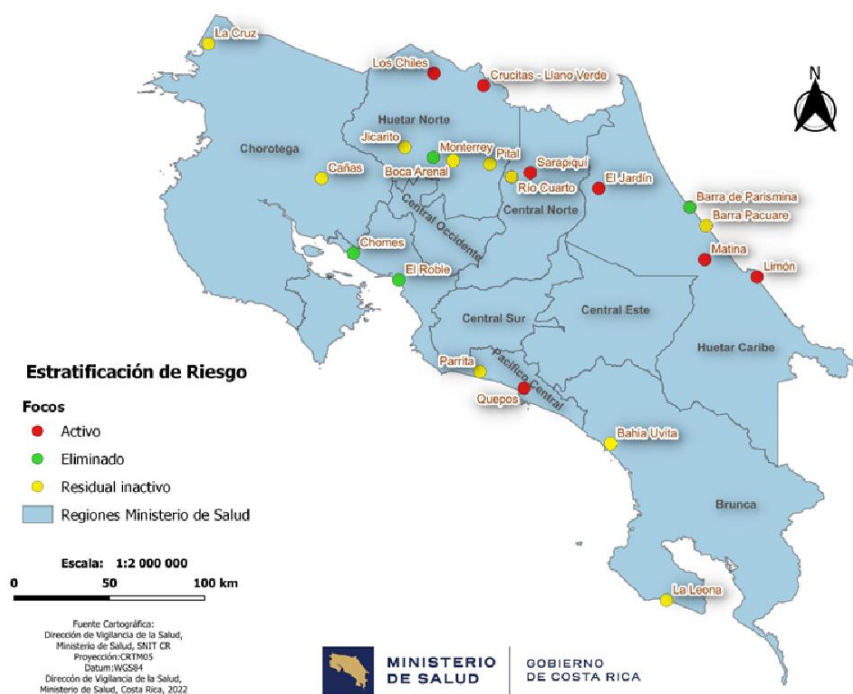 La Cruz
Los Chiles
Crucitas - Llano Verde
N
Huetar Norte
Jicarito
Monterrey
Pital
Chorotega
Boca Arenal
Sarapiquí
Cañas
Río Cuarto
El Jardín
Central Norte
Barra de Parismina
Barra Pacuare
Central Occidente
Chomes
Matina
El Roble
Limón
Central Sur
Central Este
Huetar Caribe
Parrita
Pacífico Central
Quepos
Bahía Uvita
Brunca
La Leona
Estratificación de Riesgo
Focos
Activo
Eliminado
Residual inactivo
Regiones Ministerio de Salud
Escala: 1:2 000 000
0 50 100 km
Fuente Cartográfica:
Dirección de Vigilancia de la Salud,
Ministerio de Salud, SNIT CR
Proyección:CRTM05
Datum:WGS84
Direccón de Vigilancia de la Salud,
Ministerio de Salud, Costa Rica, 2022
MINISTERIO
DE SALUD
GOBIERNO
DE COSTA RICA